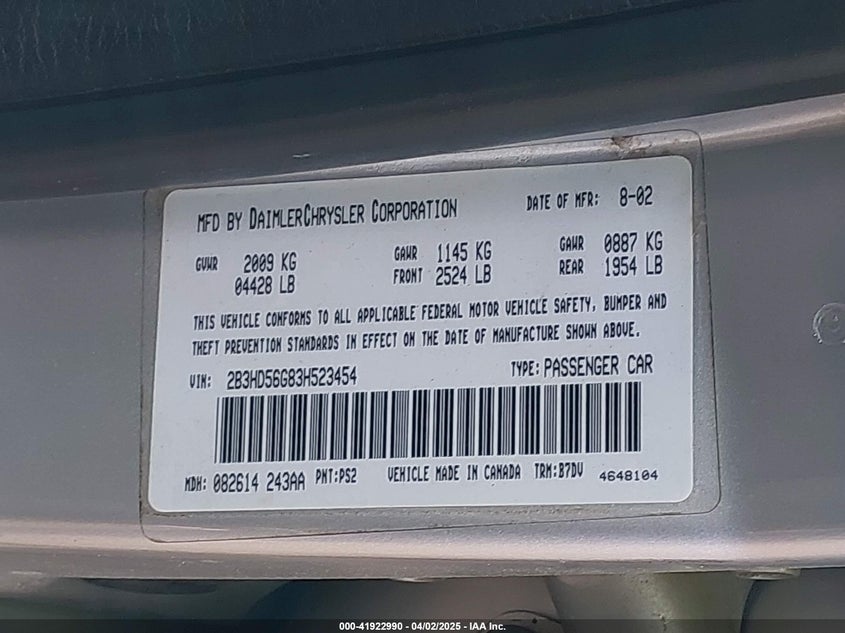 MFD BY DAIMLERCHRYSLER CORPORATION DATE OF MFR: 8-02
GVWR 2009 KG GAWR 1145 KG GAWR 0887 KG
04428 LB FRONT 2524 LB REAR 1954 LB
THIS VEHICLE CONFORMS TO ALL APPLICABLE FEDERAL MOTOR VEHICLE SAFETY, BUMPER AND
THEFT PREVENTION STANDARDS IN EFFECT ON THE DATE OF MANUFACTURE SHOWN ABOVE.
VIN: 2B3HD56G83H523454 TYPE: PASSENGER CAR
MDH: 082614 243AA PNT:PS2 VEHICLE MADE IN CANADA TRM:B7DV 4648104
000-41922990 - 04/02/2025 - IAA Inc.